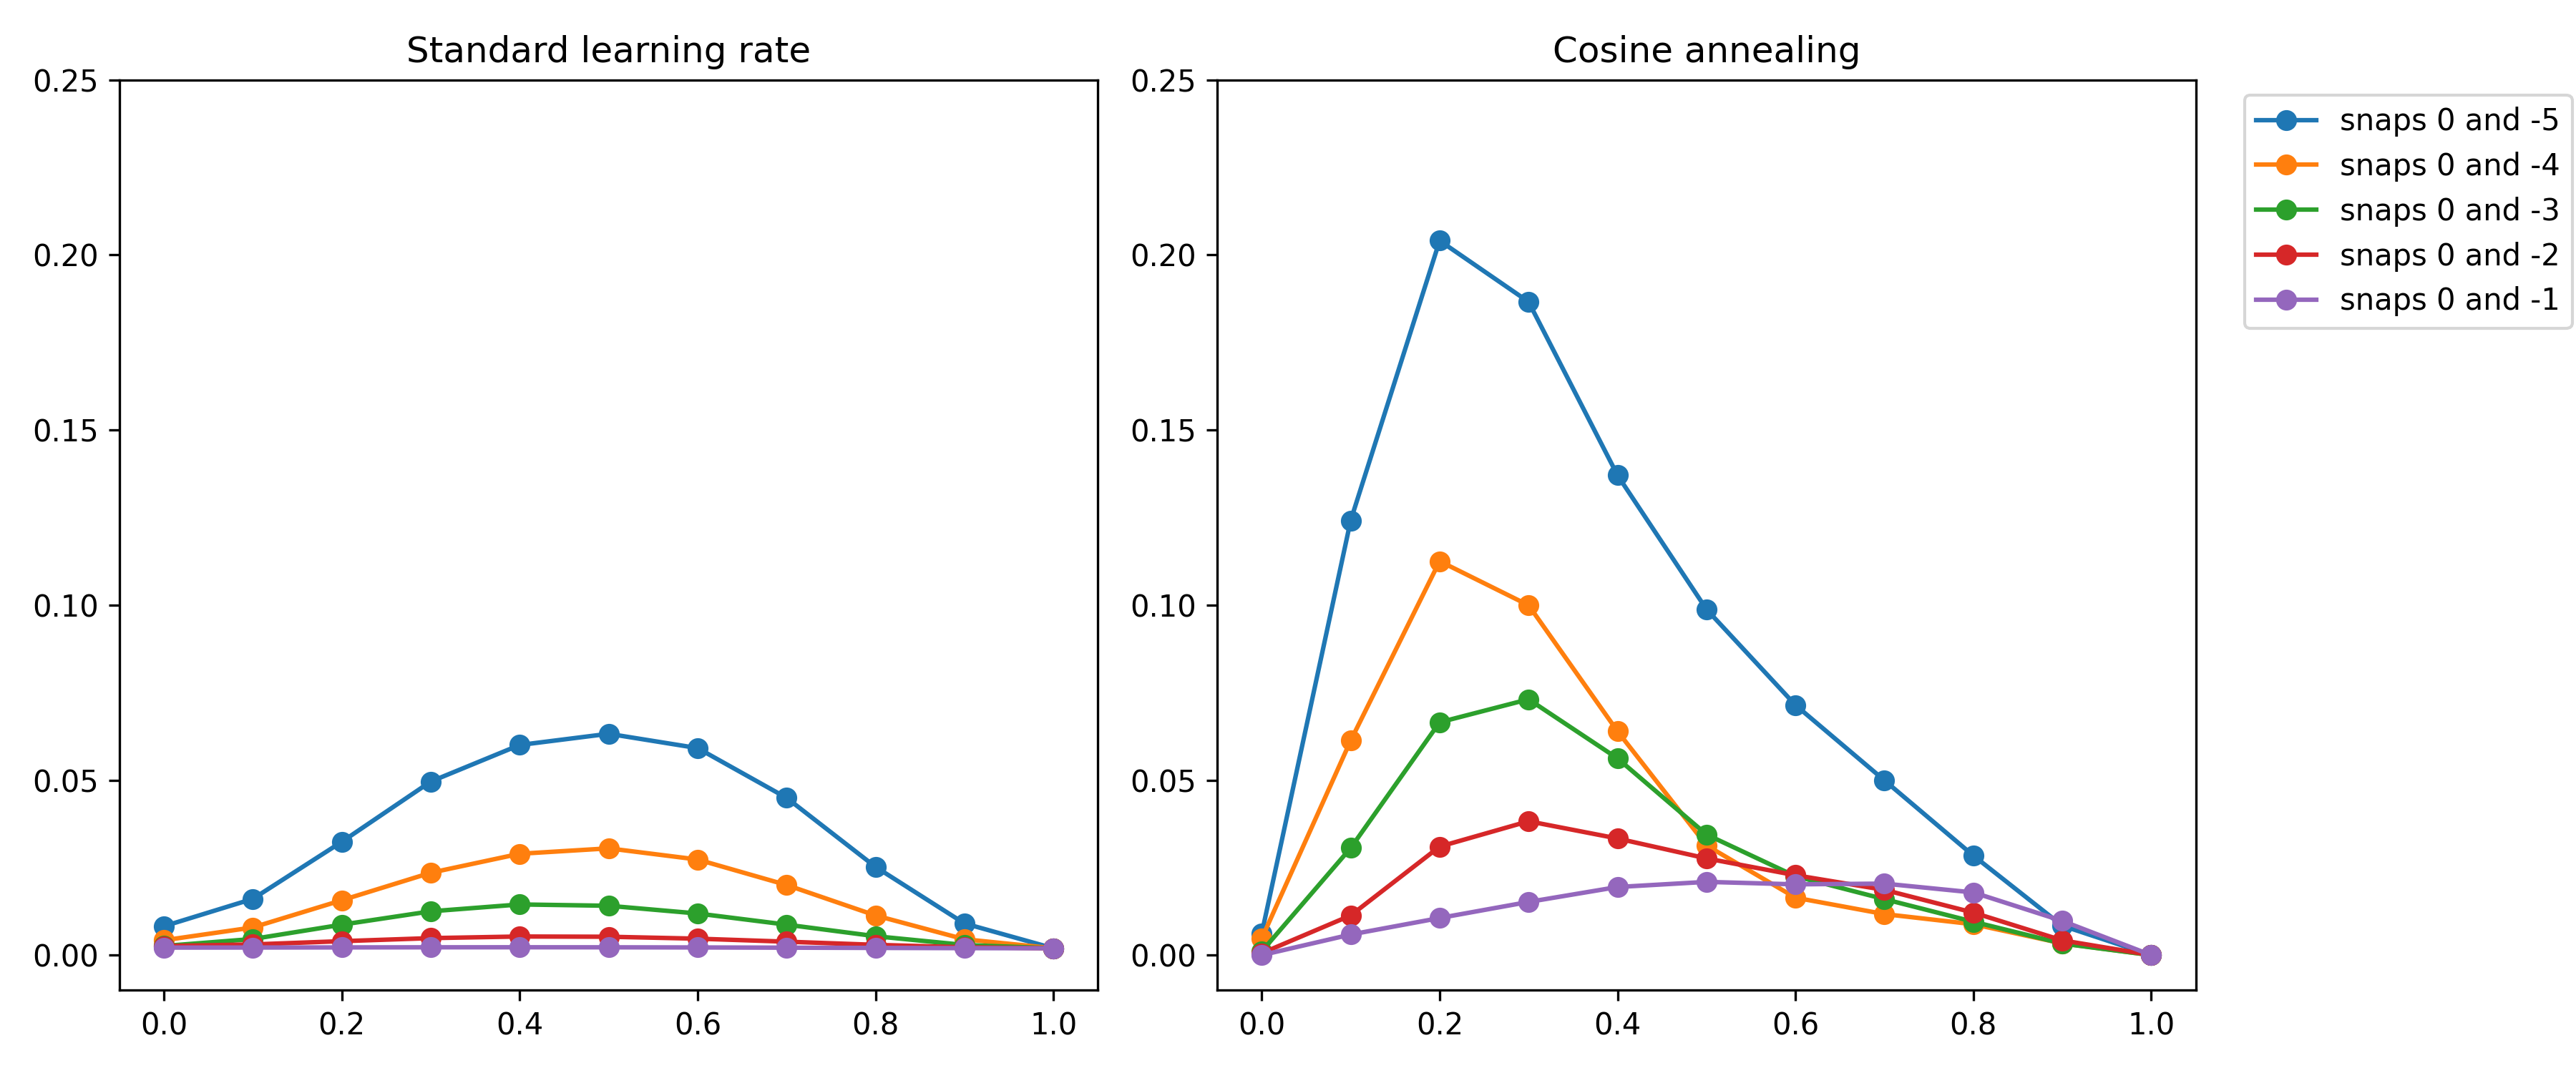 Standard learning rate
0.25
0.20
0.15
0.10
0.05
0.00
0.0 0.2 0.4 0.6 0.8 1.0
Cosine annealing
0.25
0.20
0.15
0.10
0.05
0.00
0.0 0.2 0.4 0.6 0.8 1.0
snaps 0 and -5
snaps 0 and -4
snaps 0 and -3
snaps 0 and -2
snaps 0 and -1